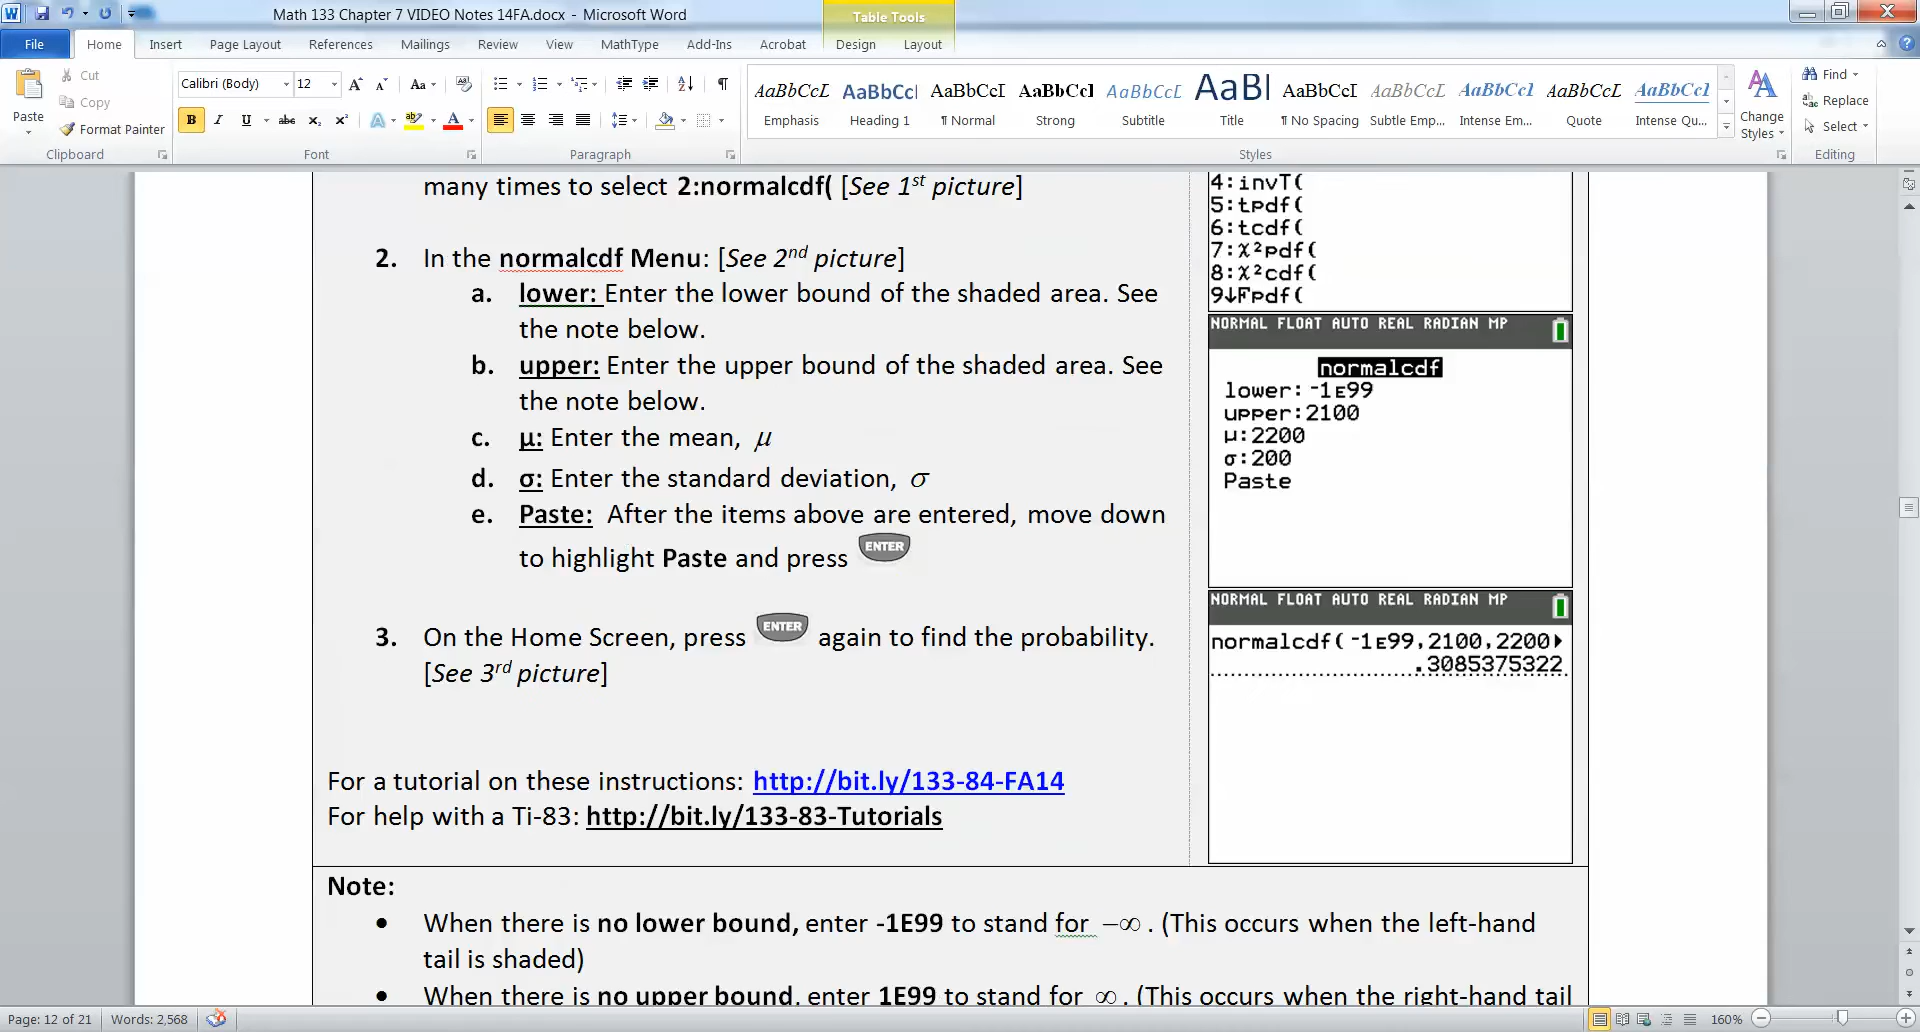 Math 133 Chapter 7 VIDEO Notes 14FA.docx - Microsoft Word
Table Tools
File Home Insert Page Layout References Mailings Review View MathType Add-Ins Acrobat Design Layout
Paste
Cut
Copy
Format Painter
Clipboard
Calibri (Body) 12
Font
Paragraph
AaBbCcL AaBbCcI AaBbCcI AaBbCcI AaBbCcL AaBI AaBbCcI AaBbCcL AaBbCcI AaBbCcL AaBbCcI
Emphasis Heading 1 ¶ Normal Strong Subtitle Title ¶ No Spacing Subtle Emp... Intense Em... Quote Intense Qu...
Styles
Change Styles
Find
Replace
Select
Editing
many times to select 2:normalcdf( [See 1st picture]
2. In the normalcdf Menu: [See 2nd picture]
a. lower: Enter the lower bound of the shaded area. See
the note below.
b. upper: Enter the upper bound of the shaded area. See
the note below.
c. μ: Enter the mean, μ
d. σ: Enter the standard deviation, σ
e. Paste: After the items above are entered, move down
to highlight Paste and press ENTER
3. On the Home Screen, press ENTER again to find the probability.
[See 3rd picture]
For a tutorial on these instructions: http://bit.ly/133-84-FA14
For help with a Ti-83: http://bit.ly/133-83-Tutorials
4:invT(
5:tpdf(
6:tcdf(
7:χ²pdf(
8:χ²cdf(
9↓Fpdf(
NORMAL FLOAT AUTO REAL RADIAN MP
normalcdf
lower:-1E99
upper:2100
μ:2200
σ:200
Paste
NORMAL FLOAT AUTO REAL RADIAN MP
normalcdf(-1E99,2100,2200▸
.3085375322
Note:
• When there is no lower bound, enter -1E99 to stand for −∞ . (This occurs when the left-hand
tail is shaded)
• When there is no upper bound, enter 1E99 to stand for ∞ . (This occurs when the right-hand tail
Page: 12 of 21 Words: 2,568 160%